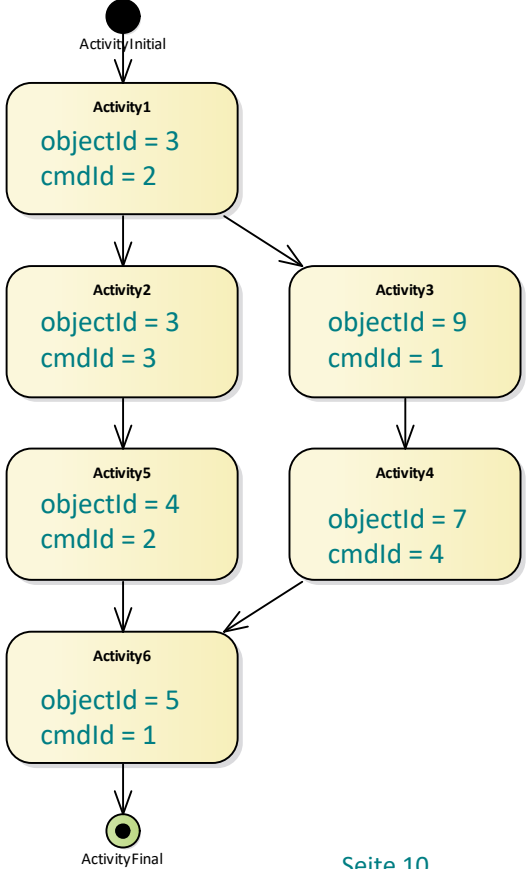 ActivityInitial
Activity1
objectId = 3
cmdId = 2
Activity2
objectId = 3
cmdId = 3
Activity3
objectId = 9
cmdId = 1
Activity5
objectId = 4
cmdId = 2
Activity4
objectId = 7
cmdId = 4
Activity6
objectId = 5
cmdId = 1
ActivityFinal
Seite 10